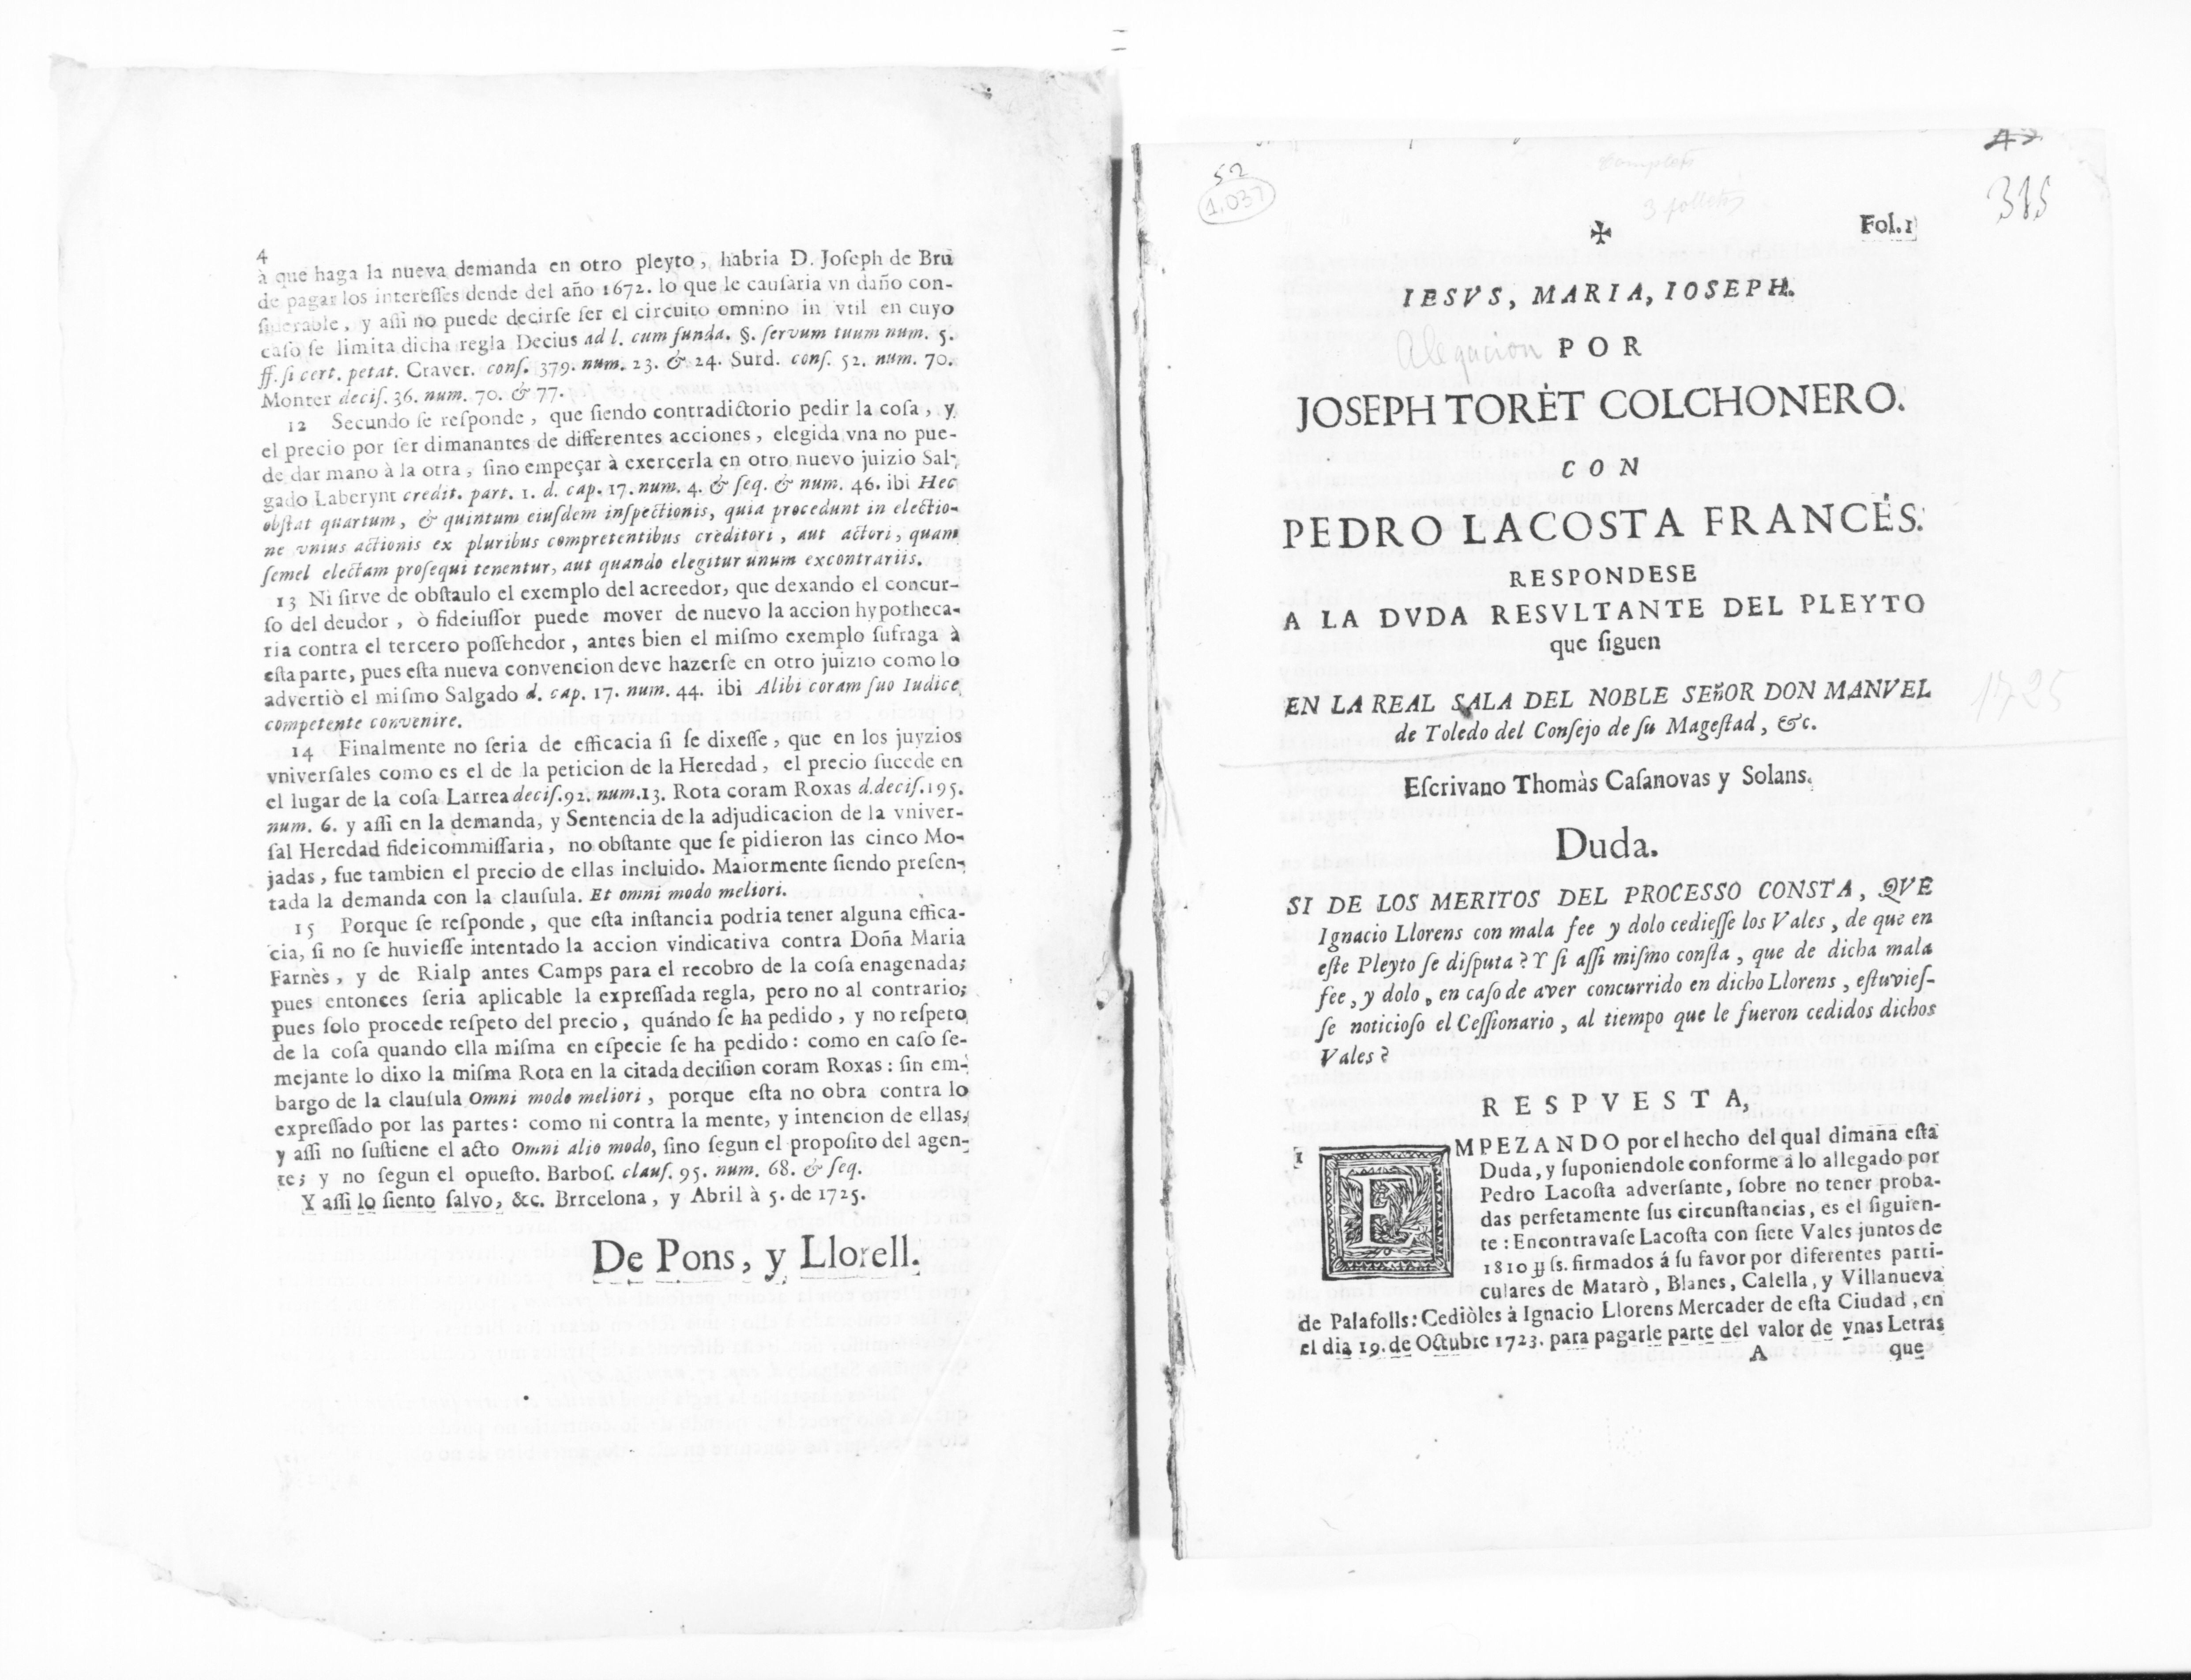 4
à que haga la nueva demanda en otro pleyto, habria D. Joſeph de Bru
de pagar los intereſſes dende del año 1672. lo que le cauſaria vn daño con-
ſiderable, y aſſi no puede decirſe ſer el circuito omnino in vtil en cuyo
caſo ſe limita dicha regla Decius ad l. cum funda. §. ſervum tuum num. 5.
ff. ſi cert. petat. Craver. conſ. 379. num. 23. & 24. Surd. conſ. 52. num. 70.
Monter deciſ. 36. num. 70. & 77.
12 Secundo ſe reſponde, que ſiendo contradictorio pedir la coſa, y
el precio por ſer dimanantes de differentes acciones, elegida vna no pue-
de dar mano à la otra, ſino empeçar à exercerla en otro nuevo juizio Sal-
gado Laberynt credit. part. 1. d. cap. 17. num. 4. & ſeq. & num. 46. ibi Hec
obſtat quartum, & quintum eiuſdem inſpectionis, quia procedunt in electio-
ne vnius actionis ex pluribus compretentibus creditori, aut actori, quam
ſemel electam proſequi tenentur, aut quando elegitur unum excontrariis.
13 Ni ſirve de obſtaulo el exemplo del acreedor, que dexando el concur-
ſo del deudor, ò fideiuſſor puede mover de nuevo la accion hypotheca-
ria contra el tercero poſſehedor, antes bien el miſmo exemplo ſufraga à
eſta parte, pues eſta nueva convencion deve hazerſe en otro juizio como lo
advertiò el miſmo Salgado d. cap. 17. num. 44. ibi Alibi coram ſuo Iudice
competente convenire.
14 Finalmente no ſeria de efficacia ſi ſe dixeſſe, que en los juyzios
vniverſales como es el de la peticion de la Heredad, el precio ſucede en
el lugar de la coſa Larrea deciſ. 92. num. 13. Rota coram Roxas d. deciſ. 195.
num. 6. y aſſi en la demanda, y Sentencia de la adjudicacion de la vniver-
ſal Heredad fideicommiſſaria, no obſtante que ſe pidieron las cinco Mo-
jadas, fue tambien el precio de ellas incluido. Maiormente ſiendo preſen-
tada la demanda con la clauſula. Et omni modo meliori.
15 Porque ſe reſponde, que eſta inſtancia podria tener alguna effica-
cia, ſi no ſe huvieſſe intentado la accion vindicativa contra Doña Maria
Farnès, y de Rialp antes Camps para el recobro de la coſa enagenada;
pues entonces ſeria aplicable la expreſſada regla, pero no al contrario;
pues ſolo procede reſpeto del precio, quándo ſe ha pedido, y no reſpeto
de la coſa quando ella miſma en eſpecie ſe ha pedido: como en caſo ſe-
mejante lo dixo la miſma Rota en la citada deciſion coram Roxas: ſin em-
bargo de la clauſula Omni modo meliori, porque eſta no obra contra lo
expreſſado por las partes: como ni contra la mente, y intencion de ellas,
y aſſi no ſuſtiene el acto Omni alio modo, ſino ſegun el propoſito del agen-
te; y no ſegun el opueſto. Barboſ. clauſ. 95. num. 68. & ſeq.
Y aſſi lo ſiento ſalvo, &c. Brrcelona, y Abril à 5. de 1725.
De Pons, y Llorell.
52
1.037
Complets
3 folletos
47
315
Fol. 1
IESVS, MARIA, IOSEPH.
Alegacion POR
JOSEPH TORÈT COLCHONERO.
CON
PEDRO LACOSTA FRANCÈS.
RESPONDESE
A LA DVDA RESVLTANTE DEL PLEYTO
que ſiguen
EN LA REAL SALA DEL NOBLE SEñOR DON MANVEL
de Toledo del Conſejo de ſu Mageſtad, &c.
1725
Eſcrivano Thomàs Caſanovas y Solans.
Duda.
SI DE LOS MERITOS DEL PROCESSO CONSTA, QVE
Ignacio Llorens con mala fee y dolo cedieſſe los Vales, de que en
eſte Pleyto ſe diſputa? Y ſi aſſi miſmo conſta, que de dicha mala
fee, y dolo, en caſo de aver concurrido en dicho Llorens, eſtuvieſ-
ſe noticioſo el Ceſſionario, al tiempo que le fueron cedidos dichos
Vales?
RESPVESTA,
1 EMPEZANDO por el hecho del qual dimana eſta
Duda, y ſuponiendole conforme à lo allegado por
Pedro Lacoſta adverſante, ſobre no tener proba-
das perfetamente ſus circunſtancias, es el ſiguien-
te: Encontravaſe Lacoſta con ſiete Vales juntos de
1810 ſs. firmados á ſu favor por diferentes parti-
culares de Matarò, Blanes, Calella, y Villanueva
de Palafolls: Cediòles á Ignacio Llorens Mercader de eſta Ciudad, en
el dia 19. de Octubre 1723. para pagarle parte del valor de vnas Letras
A que